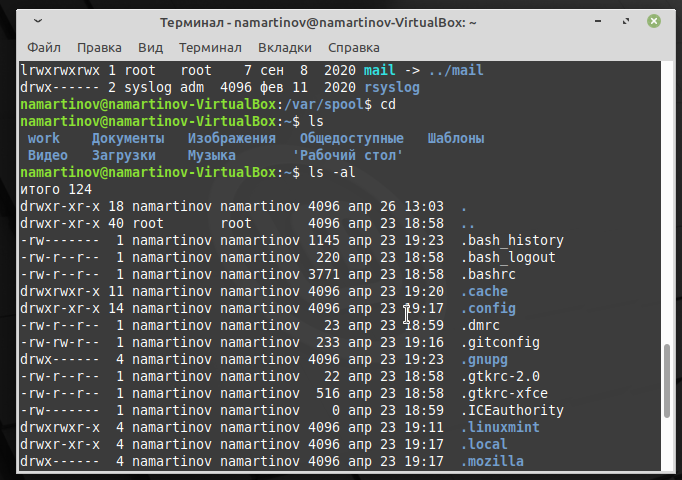 Терминал - namartinov@namartinov-VirtualBox: ~
Файл Правка Вид Терминал Вкладки Справка
lrwxrwxrwx 1 root   root    7 сен  8  2020 mail -> ../mail
drwx------ 2 syslog adm  4096 фев 11  2020 rsyslog
namartinov@namartinov-VirtualBox:/var/spool$ cd
namartinov@namartinov-VirtualBox:~$ ls
work    Документы   Изображения   Общедоступные   Шаблоны
Видео   Загрузки    Музыка       'Рабочий стол'
namartinov@namartinov-VirtualBox:~$ ls -al
итого 124
drwxr-xr-x 18 namartinov namartinov 4096 апр 26 13:03  .
drwxr-xr-x 40 root       root       4096 апр 23 18:58  ..
-rw-------  1 namartinov namartinov 1145 апр 23 19:23  .bash_history
-rw-r--r--  1 namartinov namartinov  220 апр 23 18:58  .bash_logout
-rw-r--r--  1 namartinov namartinov 3771 апр 23 18:58  .bashrc
drwxrwxr-x 11 namartinov namartinov 4096 апр 23 19:20  .cache
drwxr-xr-x 14 namartinov namartinov 4096 апр 23 19:17  .config
-rw-r--r--  1 namartinov namartinov   23 апр 23 18:59  .dmrc
-rw-rw-r--  1 namartinov namartinov  233 апр 23 19:16  .gitconfig
drwx------  4 namartinov namartinov 4096 апр 23 19:23  .gnupg
-rw-r--r--  1 namartinov namartinov   22 апр 23 18:58  .gtkrc-2.0
-rw-r--r--  1 namartinov namartinov  516 апр 23 18:58  .gtkrc-xfce
-rw-------  1 namartinov namartinov    0 апр 23 18:59  .ICEauthority
drwxrwxr-x  4 namartinov namartinov 4096 апр 23 19:11  .linuxmint
drwxr-xr-x  4 namartinov namartinov 4096 апр 23 19:17  .local
drwx------  4 namartinov namartinov 4096 апр 23 19:17  .mozilla